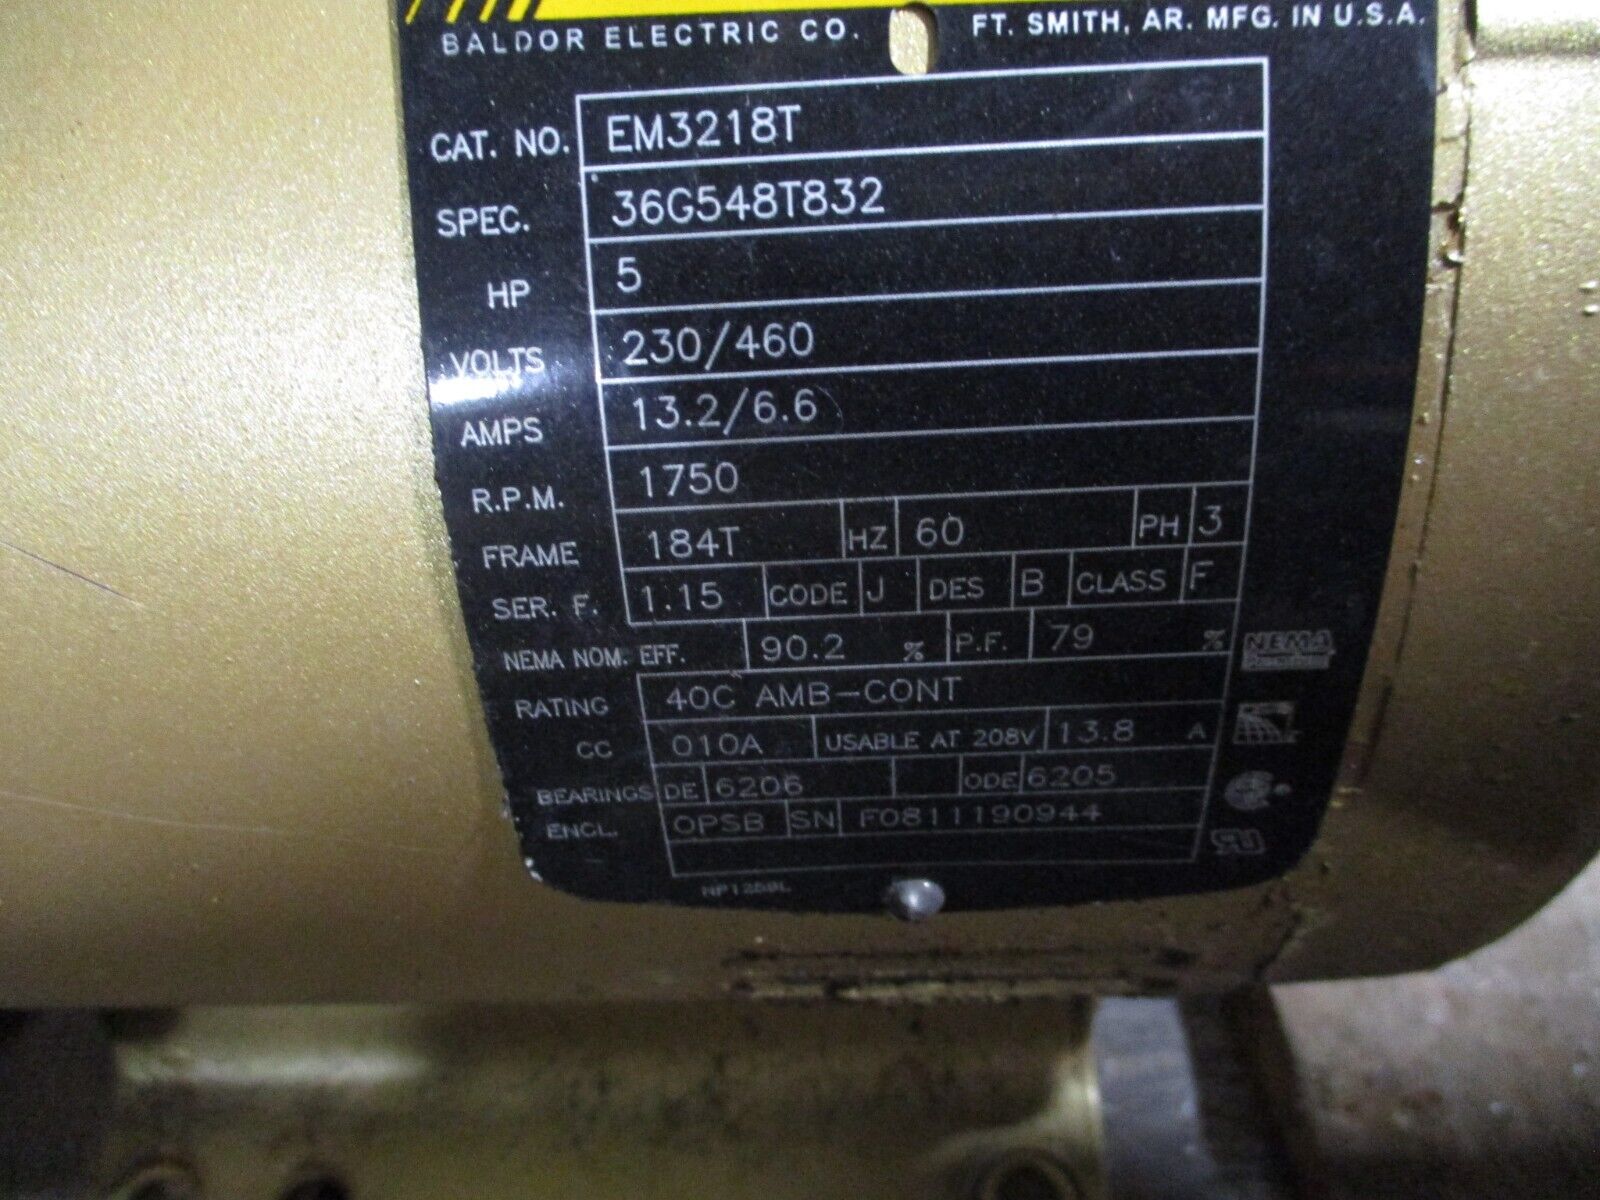 BALDOR ELECTRIC CO. FT. SMITH, AR. MFG. IN U.S.A.
CAT. NO. EM3218T
SPEC. 36G548T832
HP 5
VOLTS 230/460
AMPS 13.2/6.6
R.P.M. 1750
FRAME 184T HZ 60 PH 3
SER. F. 1.15 CODE J DES B CLASS F
NEMA NOM. EFF. 90.2 % P.F. 79 %
NEMA
RATING 40C AMB-CONT
CC 010A USABLE AT 208V 13.8 A
BEARINGS DE 6206 ODE 6205
ENCL. OPSB SN F0811190944